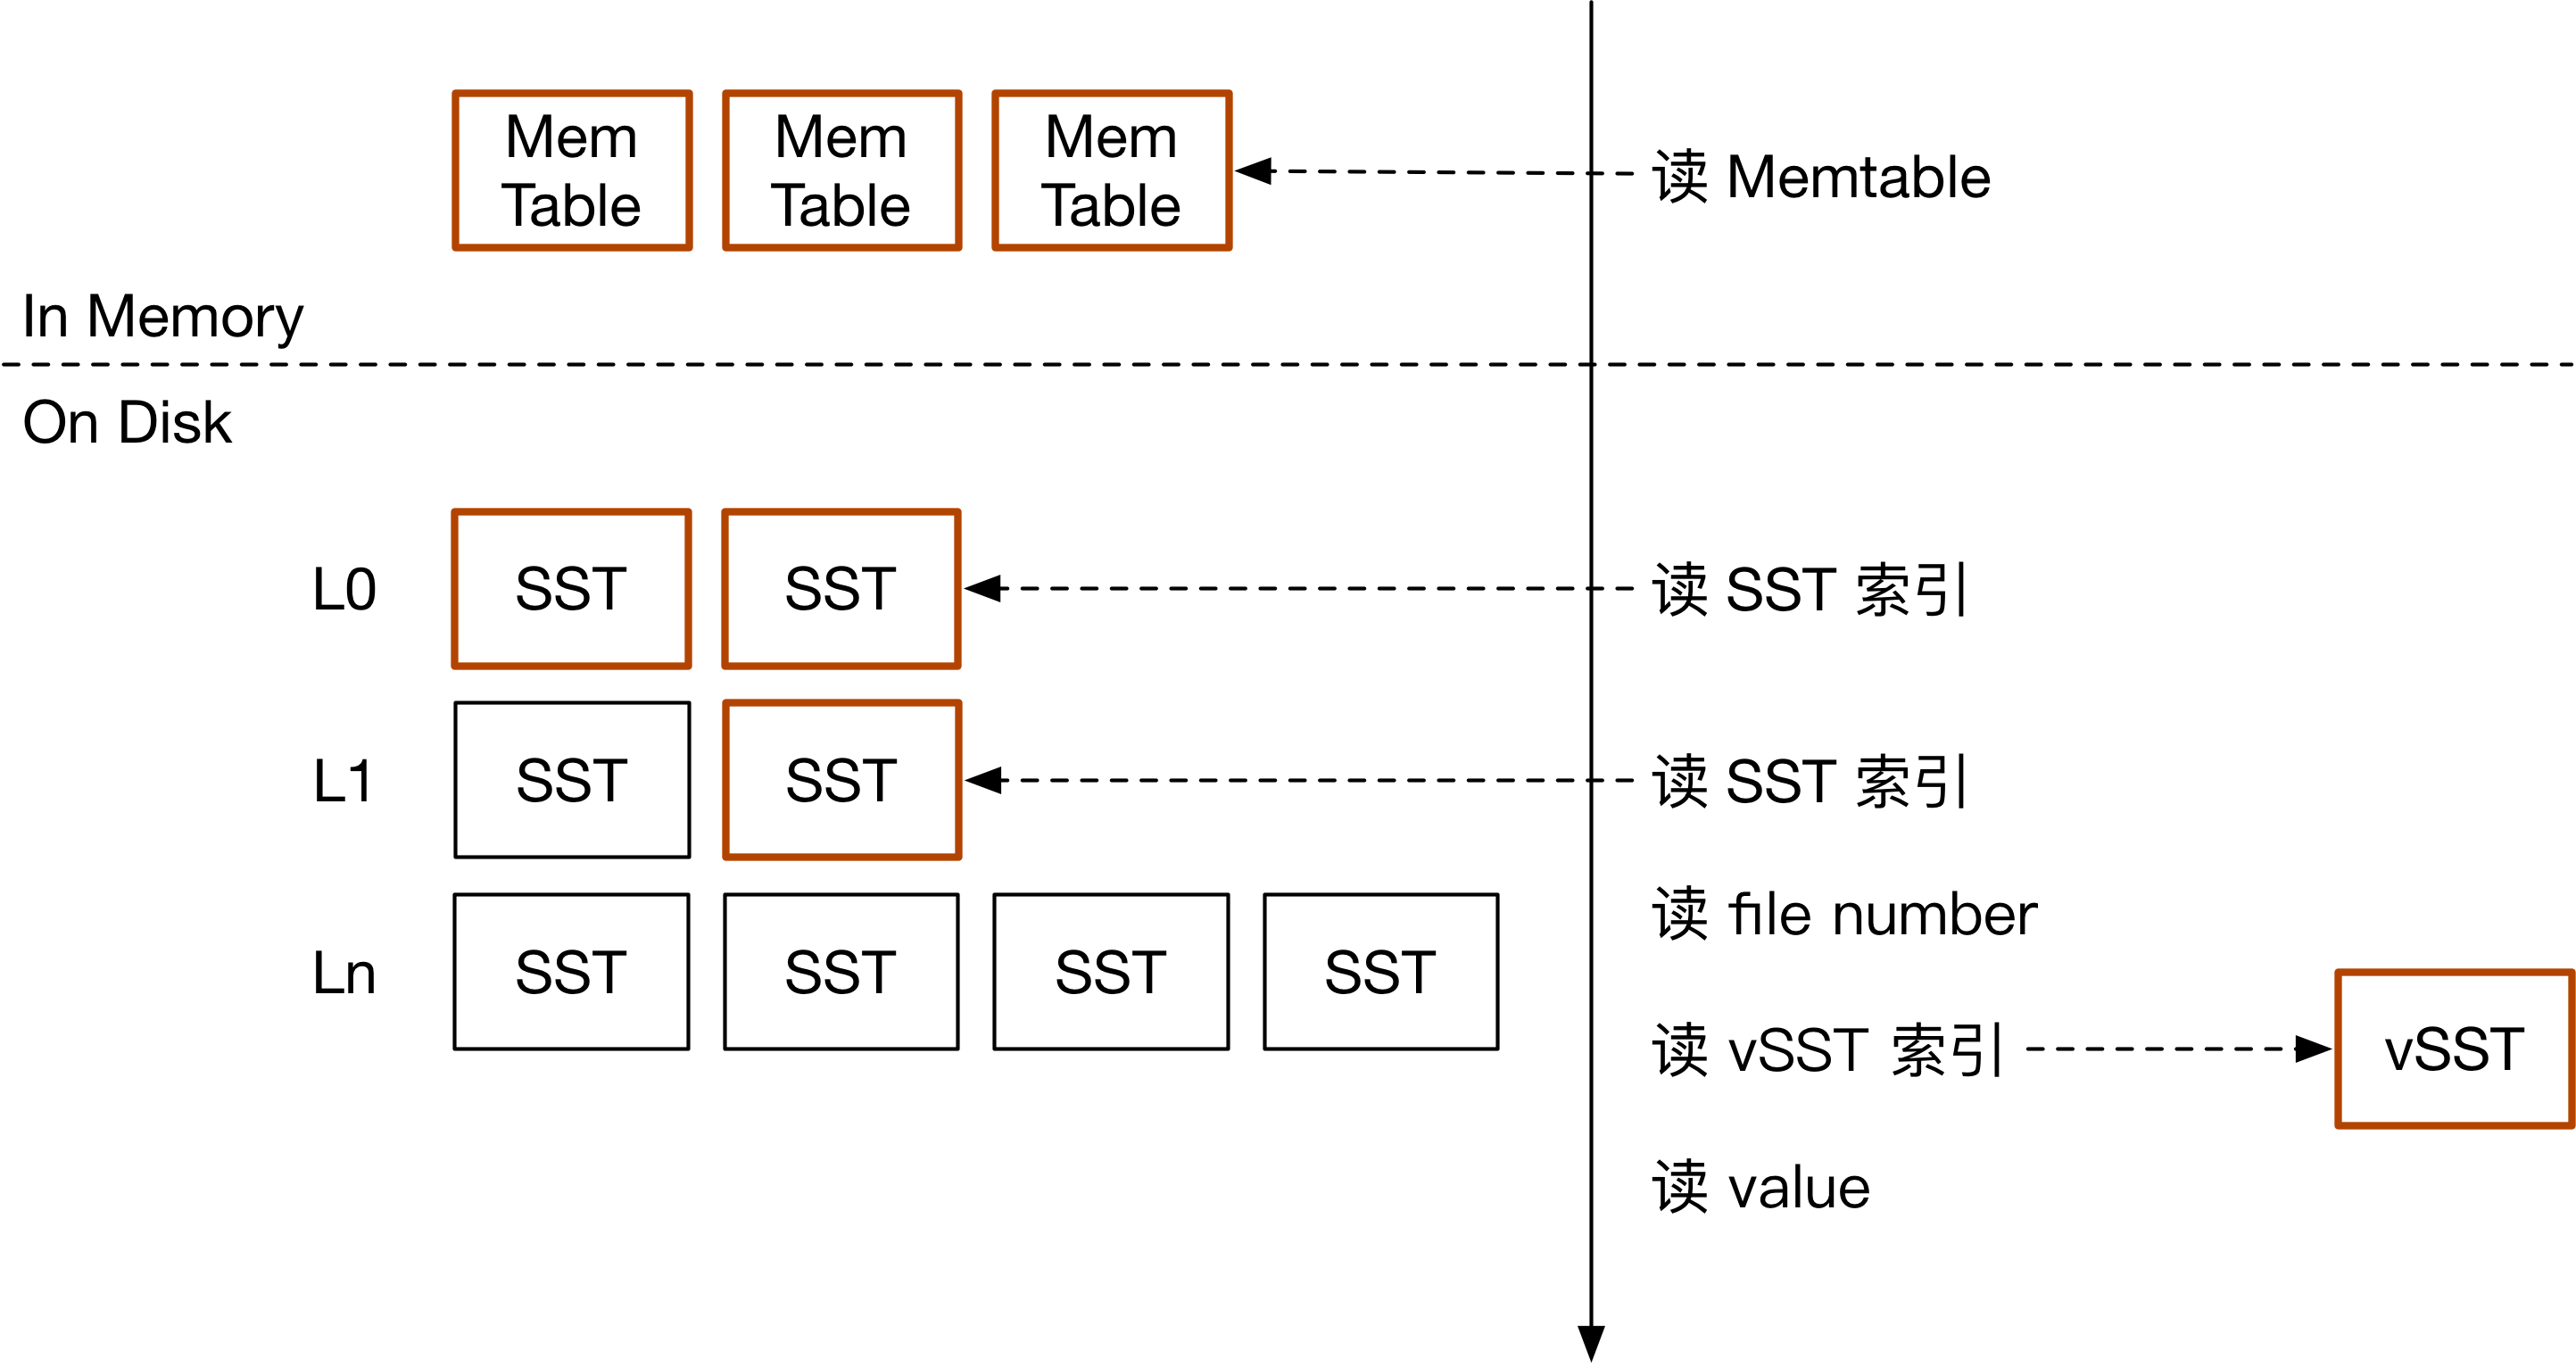 Mem
Table
Mem
Table
Mem
Table
读 Memtable
In Memory
On Disk
L0
SST
SST
读 SST 索引
L1
SST
SST
读 SST 索引
读 file number
Ln
SST
SST
SST
SST
读 vSST 索引
vSST
读 value